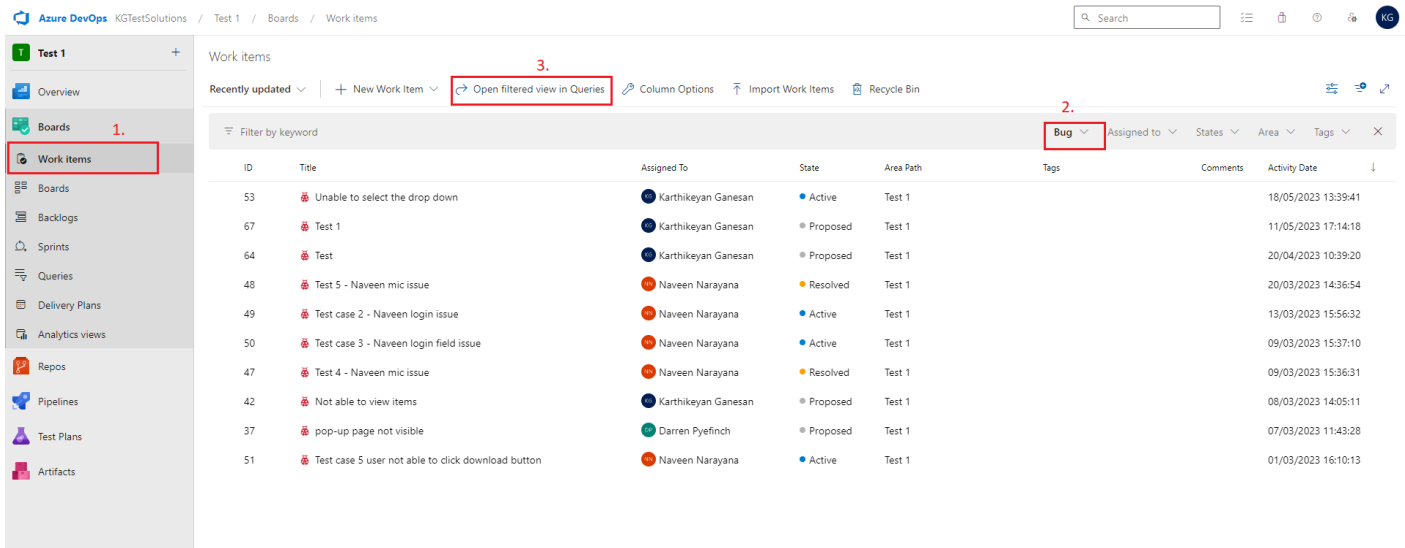 Azure DevOps KGTestSolutions / Test 1 / Boards / Work items Search KG
T Test 1 +
Overview
Boards
1.
Work items
Boards
Backlogs
Sprints
Queries
Delivery Plans
Analytics views
Repos
Pipelines
Test Plans
Artifacts
Work items
3.
Recently updated New Work Item Open filtered view in Queries Column Options Import Work Items Recycle Bin
2.
Filter by keyword Bug Assigned to States Area Tags
ID Title Assigned To State Area Path Tags Comments Activity Date
53 Unable to select the drop down KG Karthikeyan Ganesan Active Test 1 18/05/2023 13:39:41
67 Test 1 KG Karthikeyan Ganesan Proposed Test 1 11/05/2023 17:14:18
64 Test KG Karthikeyan Ganesan Proposed Test 1 20/04/2023 10:39:20
48 Test 5 - Naveen mic issue NN Naveen Narayana Resolved Test 1 20/03/2023 14:36:54
49 Test case 2 - Naveen login issue NN Naveen Narayana Active Test 1 13/03/2023 15:56:32
50 Test case 3 - Naveen login field issue NN Naveen Narayana Active Test 1 09/03/2023 15:37:10
47 Test 4 - Naveen mic issue NN Naveen Narayana Resolved Test 1 09/03/2023 15:36:31
42 Not able to view items KG Karthikeyan Ganesan Proposed Test 1 08/03/2023 14:05:11
37 pop-up page not visible DP Darren Pyefinch Proposed Test 1 07/03/2023 11:43:28
51 Test case 5 user not able to click download button NN Naveen Narayana Active Test 1 01/03/2023 16:10:13